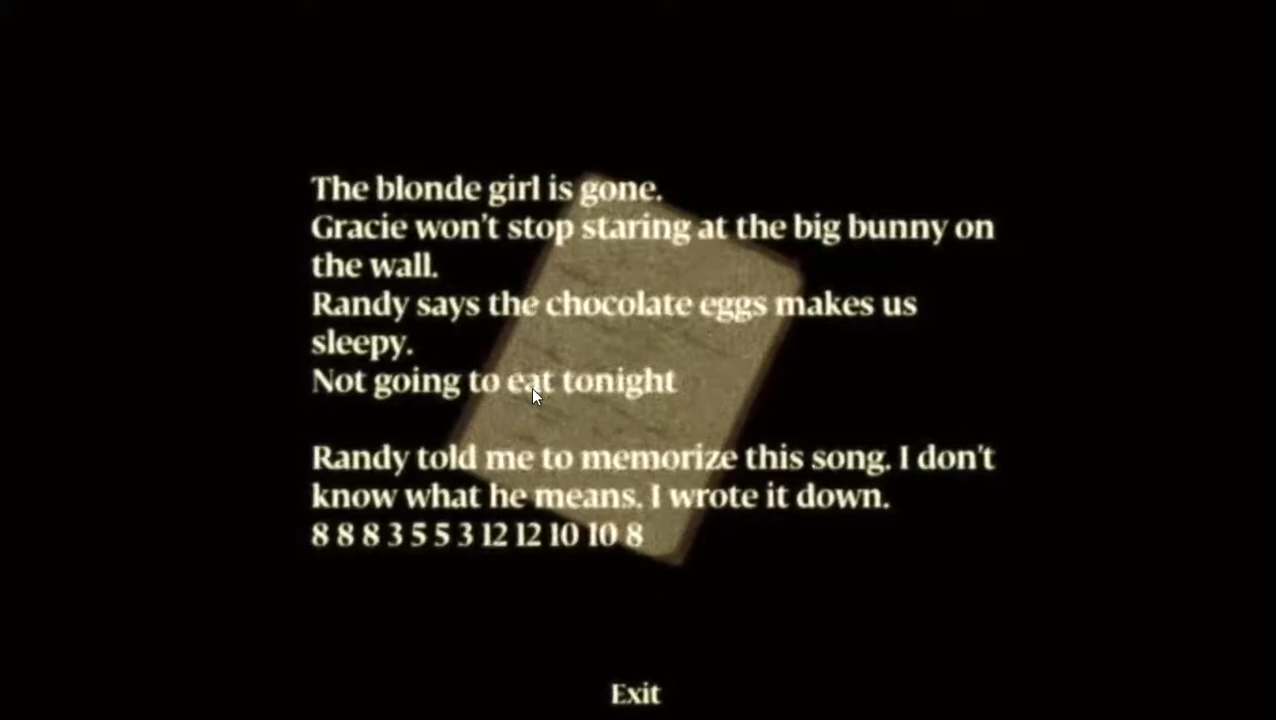 The blonde girl is gone.
Gracie won't stop staring at the big bunny on
the wall.
Randy says the chocolate eggs makes us
sleepy.
Not going to eat tonight
Randy told me to memorize this song. I don't
know what he means. I wrote it down.
8 8 8 3 5 5 3 12 12 10 10 8
Exit